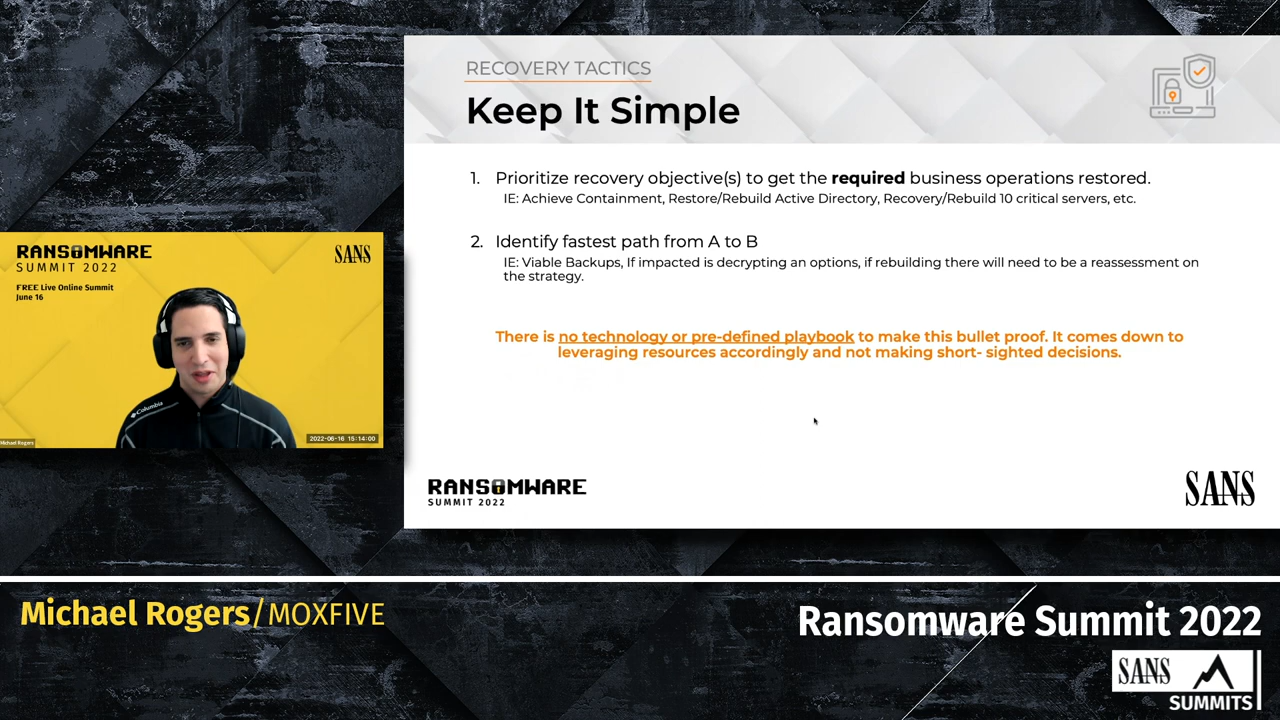 RECOVERY TACTICS
Keep It Simple
1. Prioritize recovery objective(s) to get the required business operations restored.
IE: Achieve Containment, Restore/Rebuild Active Directory, Recovery/Rebuild 10 critical servers, etc.
2. Identify fastest path from A to B
IE: Viable Backups, If impacted is decrypting an options, if rebuilding there will need to be a reassessment on
the strategy.
There is no technology or pre-defined playbook to make this bullet proof. It comes down to
leveraging resources accordingly and not making short- sighted decisions.
RANSOMWARE
SUMMIT 2022
SANS
RANSOMWARE
SUMMIT 2022
SANS
FREE Live Online Summit
June 16
Columbia
Michael Rogers
2022-06-16 15:14:00
Michael Rogers/MOXFIVE
Ransomware Summit 2022
SANS
SUMMITS